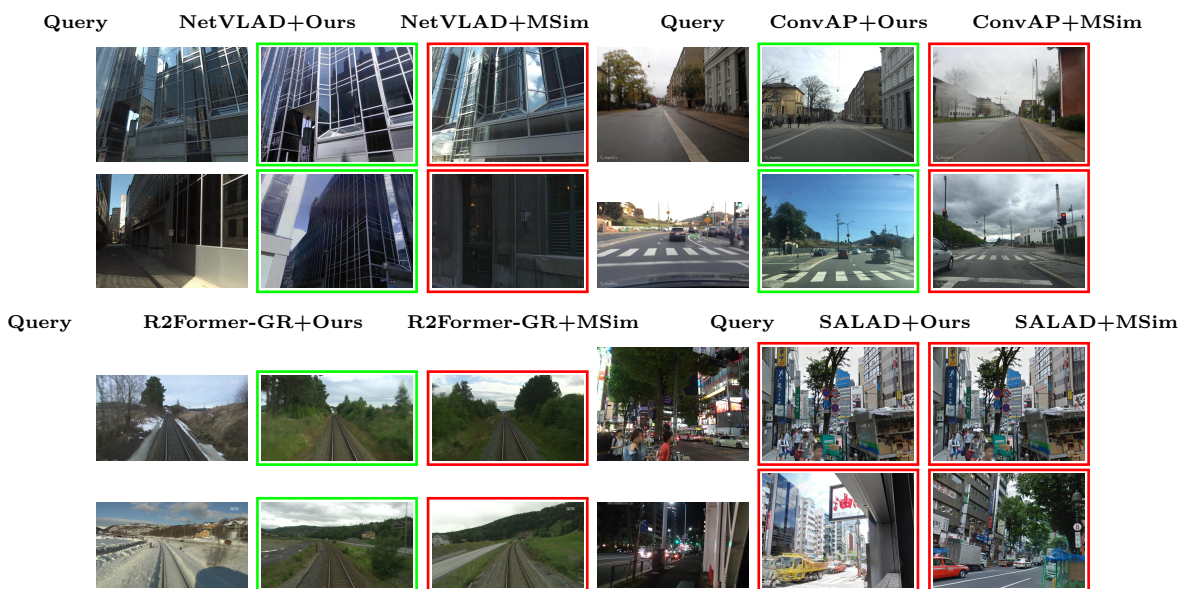 Query NetVLAD+Ours NetVLAD+MSim Query ConvAP+Ours ConvAP+MSim
Query R2Former-GR+Ours R2Former-GR+MSim Query SALAD+Ours SALAD+MSim
油